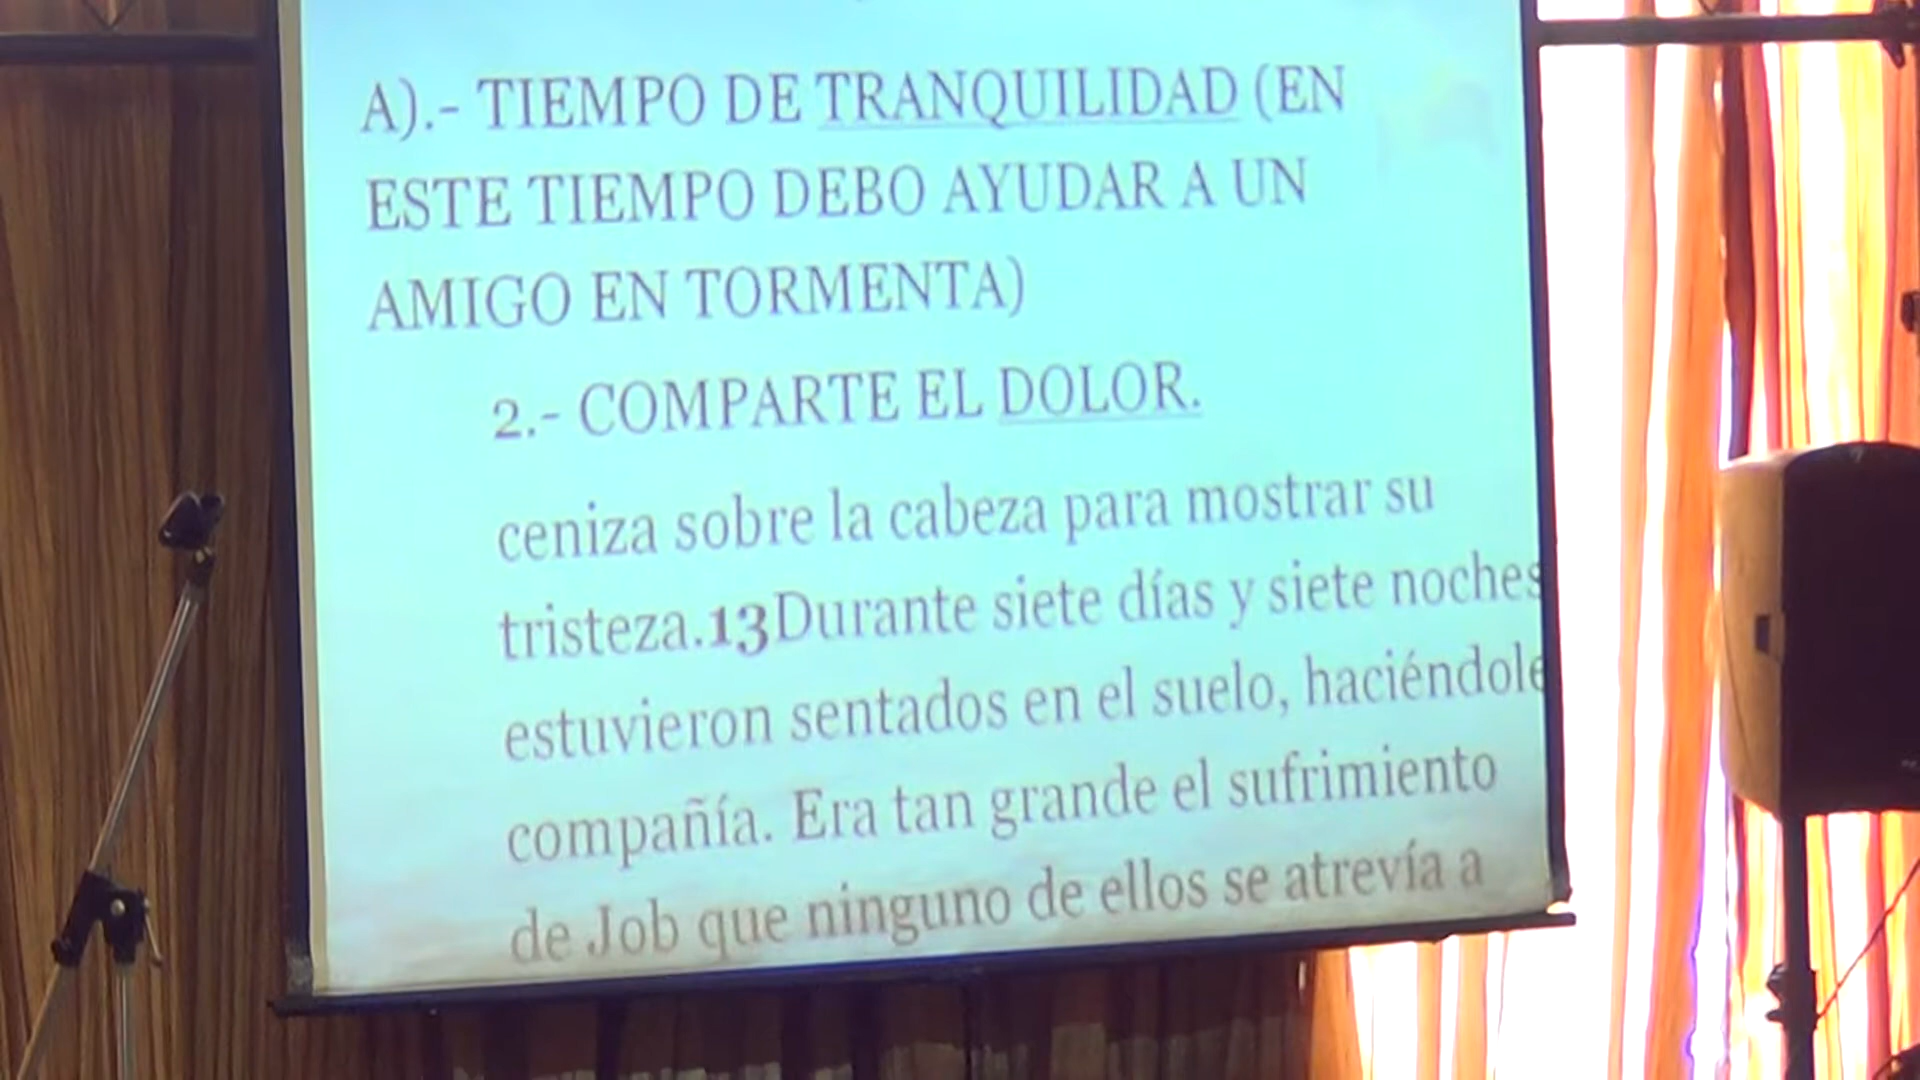 A).- TIEMPO DE TRANQUILIDAD (EN
ESTE TIEMPO DEBO AYUDAR A UN
AMIGO EN TORMENTA)
2.- COMPARTE EL DOLOR.
ceniza sobre la cabeza para mostrar su
tristeza.13Durante siete días y siete noches
estuvieron sentados en el suelo, haciéndole
compañía. Era tan grande el sufrimiento
de Job que ninguno de ellos se atrevía a